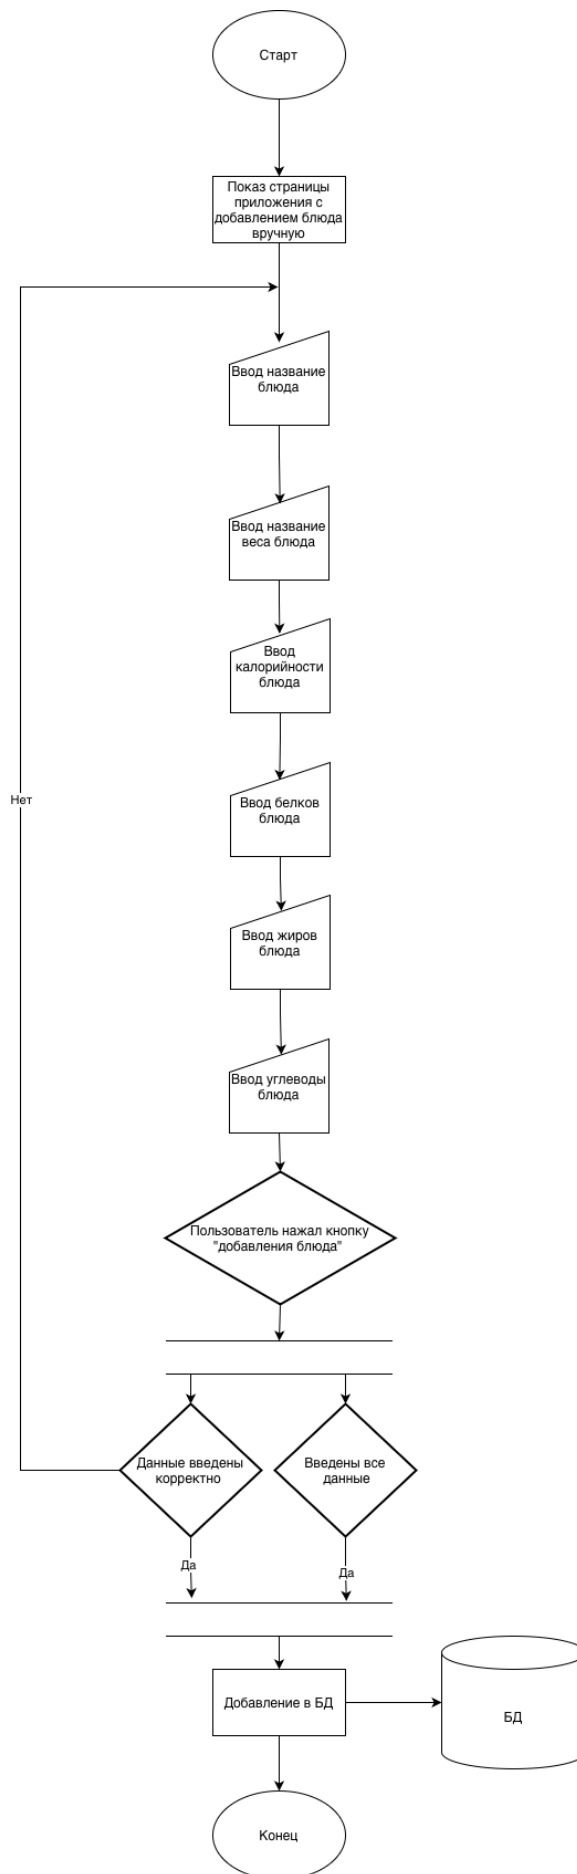 Старт
Показ страницы
приложения с
добавлением блюда
вручную
Ввод название
блюда
Ввод название
веса блюда
Ввод
калорийности
блюда
Нет
Ввод белков
блюда
Ввод жиров
блюда
Ввод углеводы
блюда
Пользователь нажал кнопку
"добавления блюда"
Данные введены
корректно
Введены все
данные
Да
Да
Добавление в БД
БД
Конец